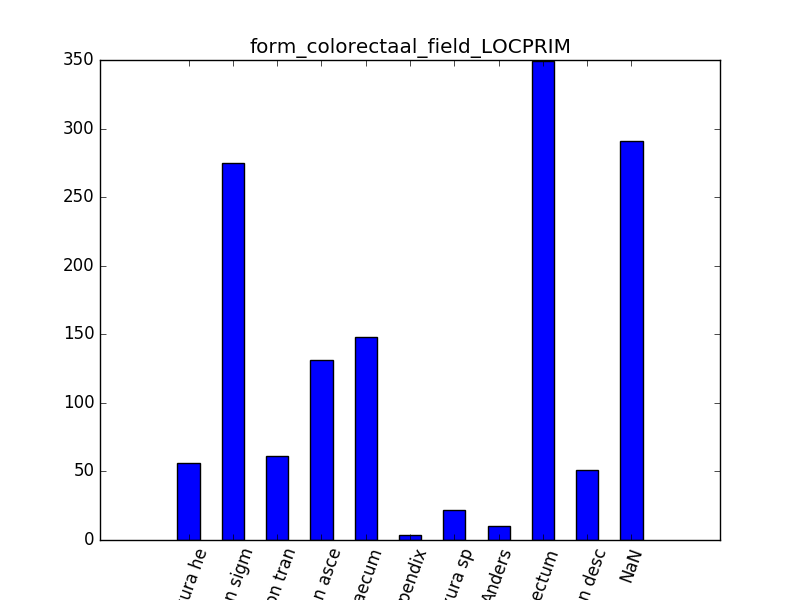 form_colorectaal_field_LOCPRIM
350
300
250
200
150
100
50
0
ura he
n sigm
on tran
n asce
aecum
pendix
ura sp
Anders
ectum
n desc
NaN